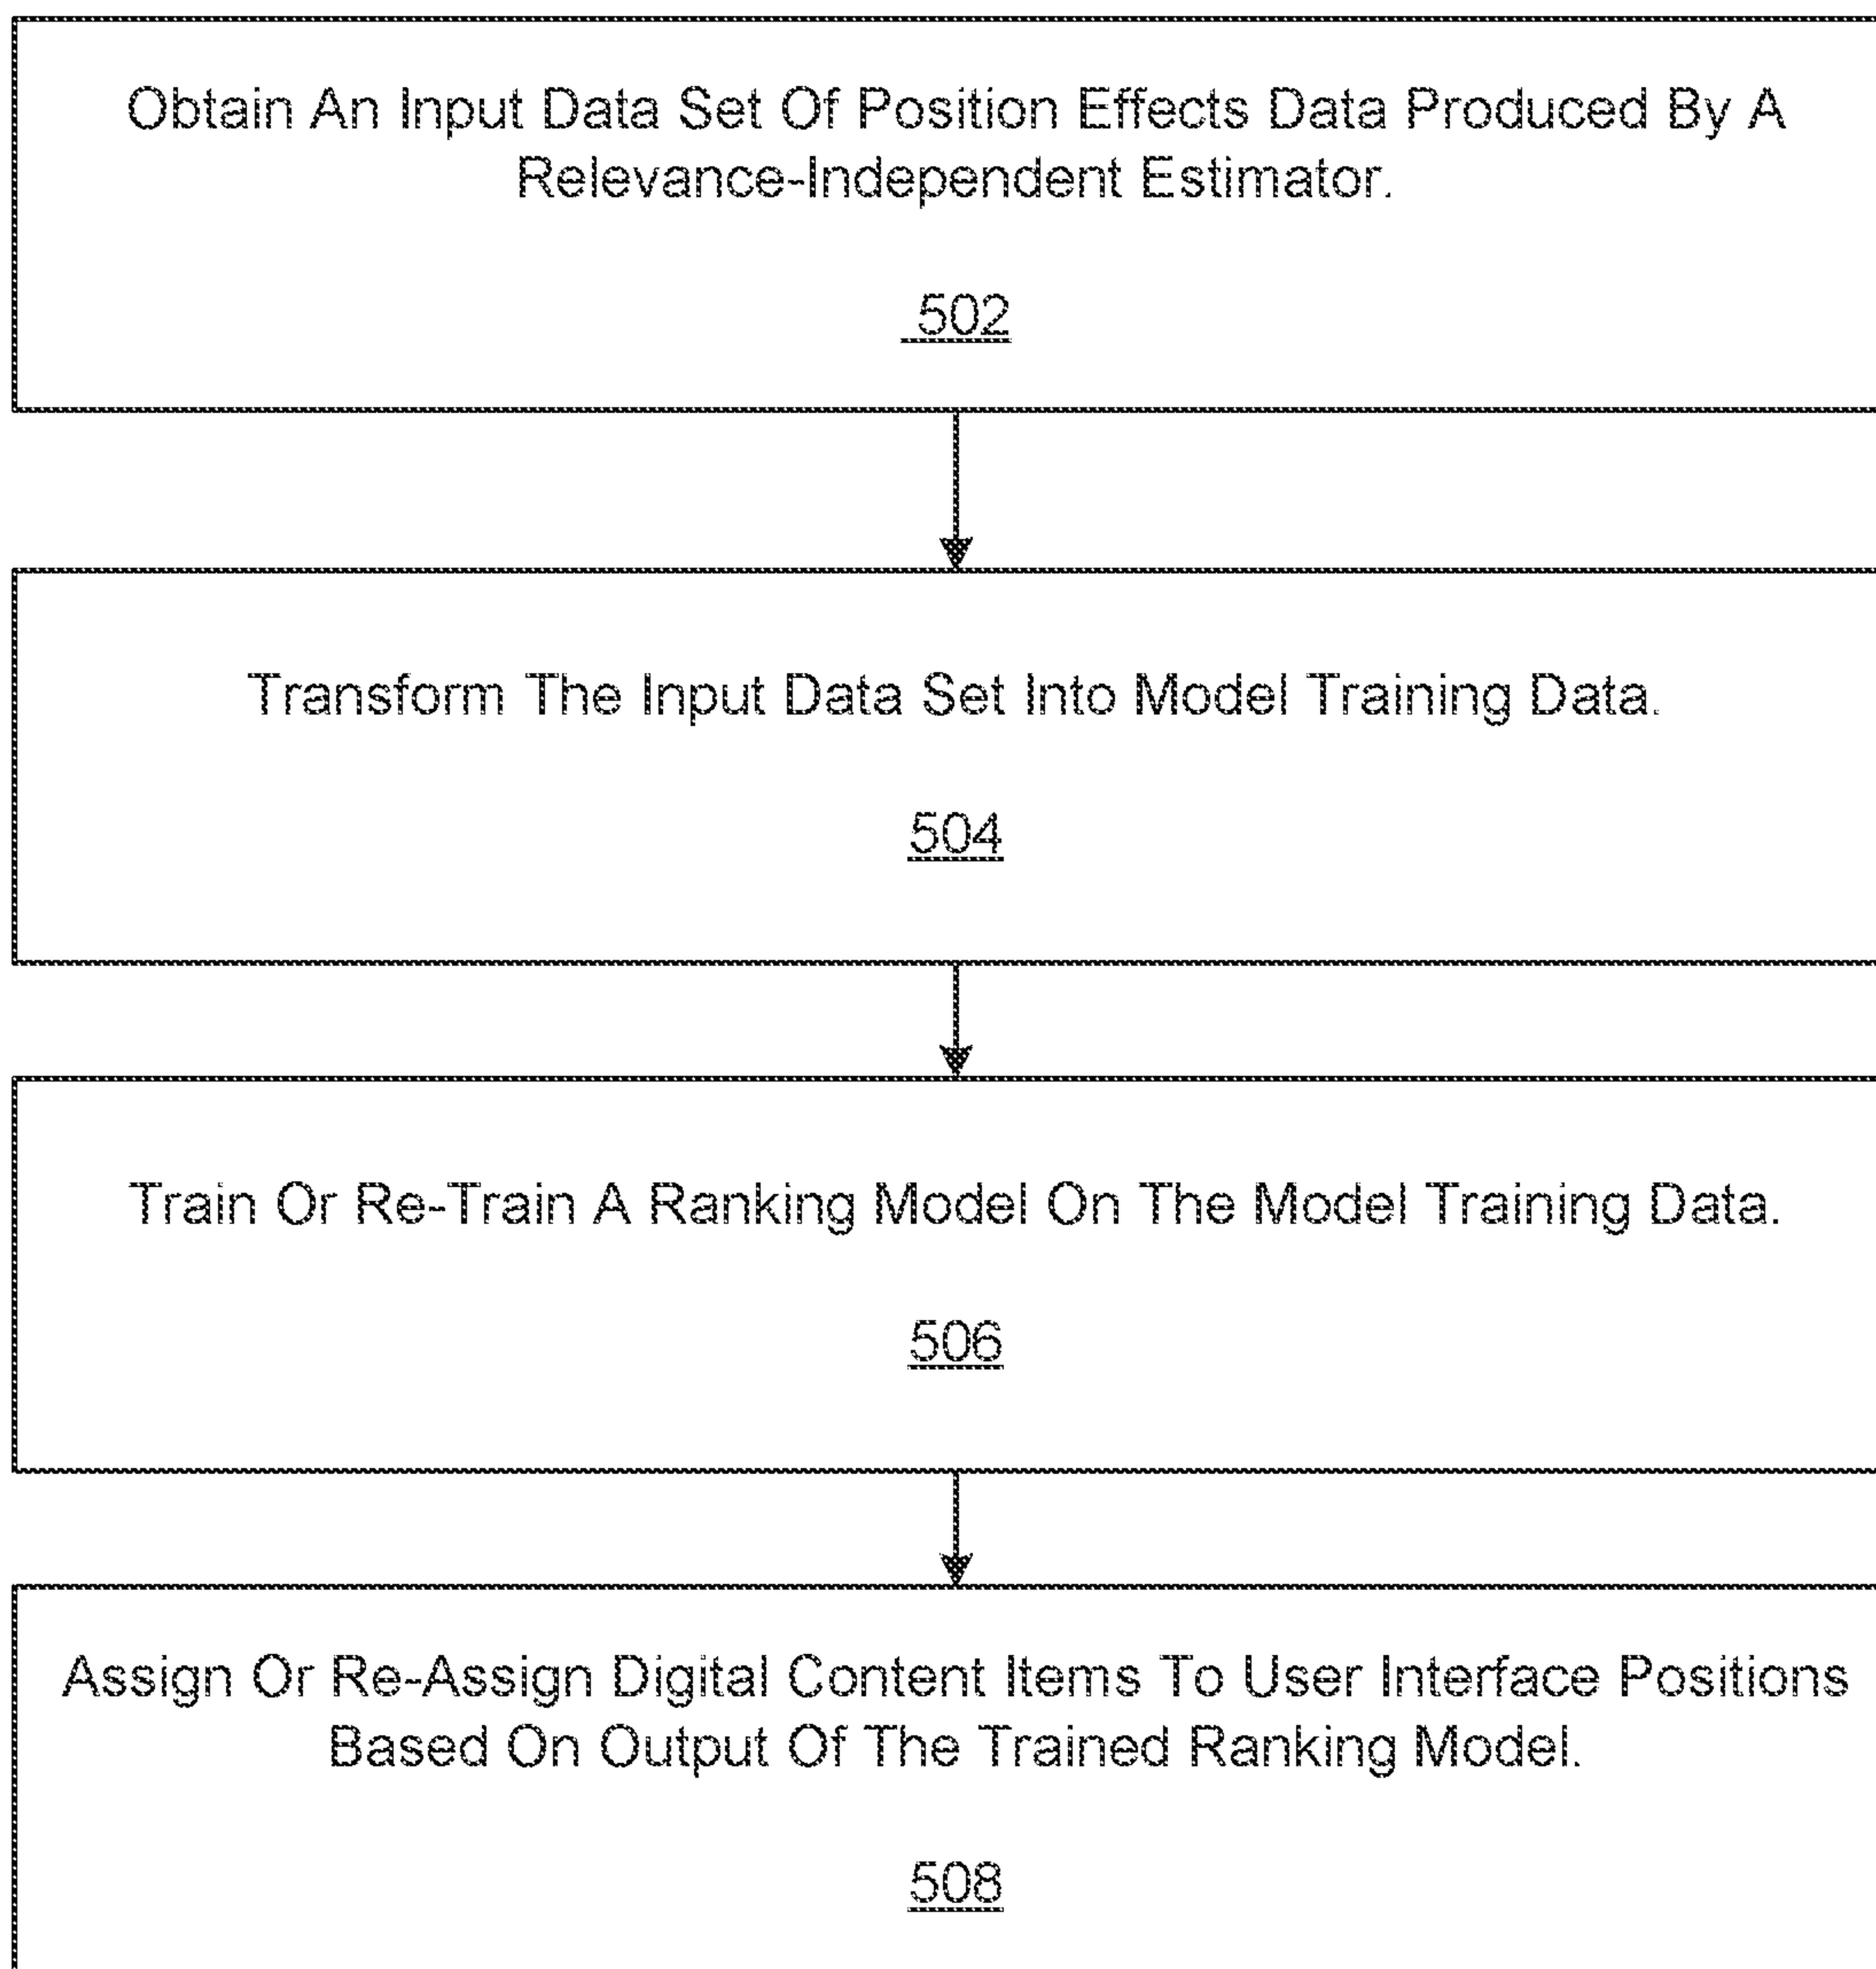 Obtain An Input Data Set Of Position Effects Data Produced By A
Relevance-Independent Estimator.
502
Transform The Input Data Set Into Model Training Data.
504
Train Or Re-Train A Ranking Model On The Model Training Data.
506
Assign Or Re-Assign Digital Content Items To User Interface Positions
Based On Output Of The Trained Ranking Model.
508